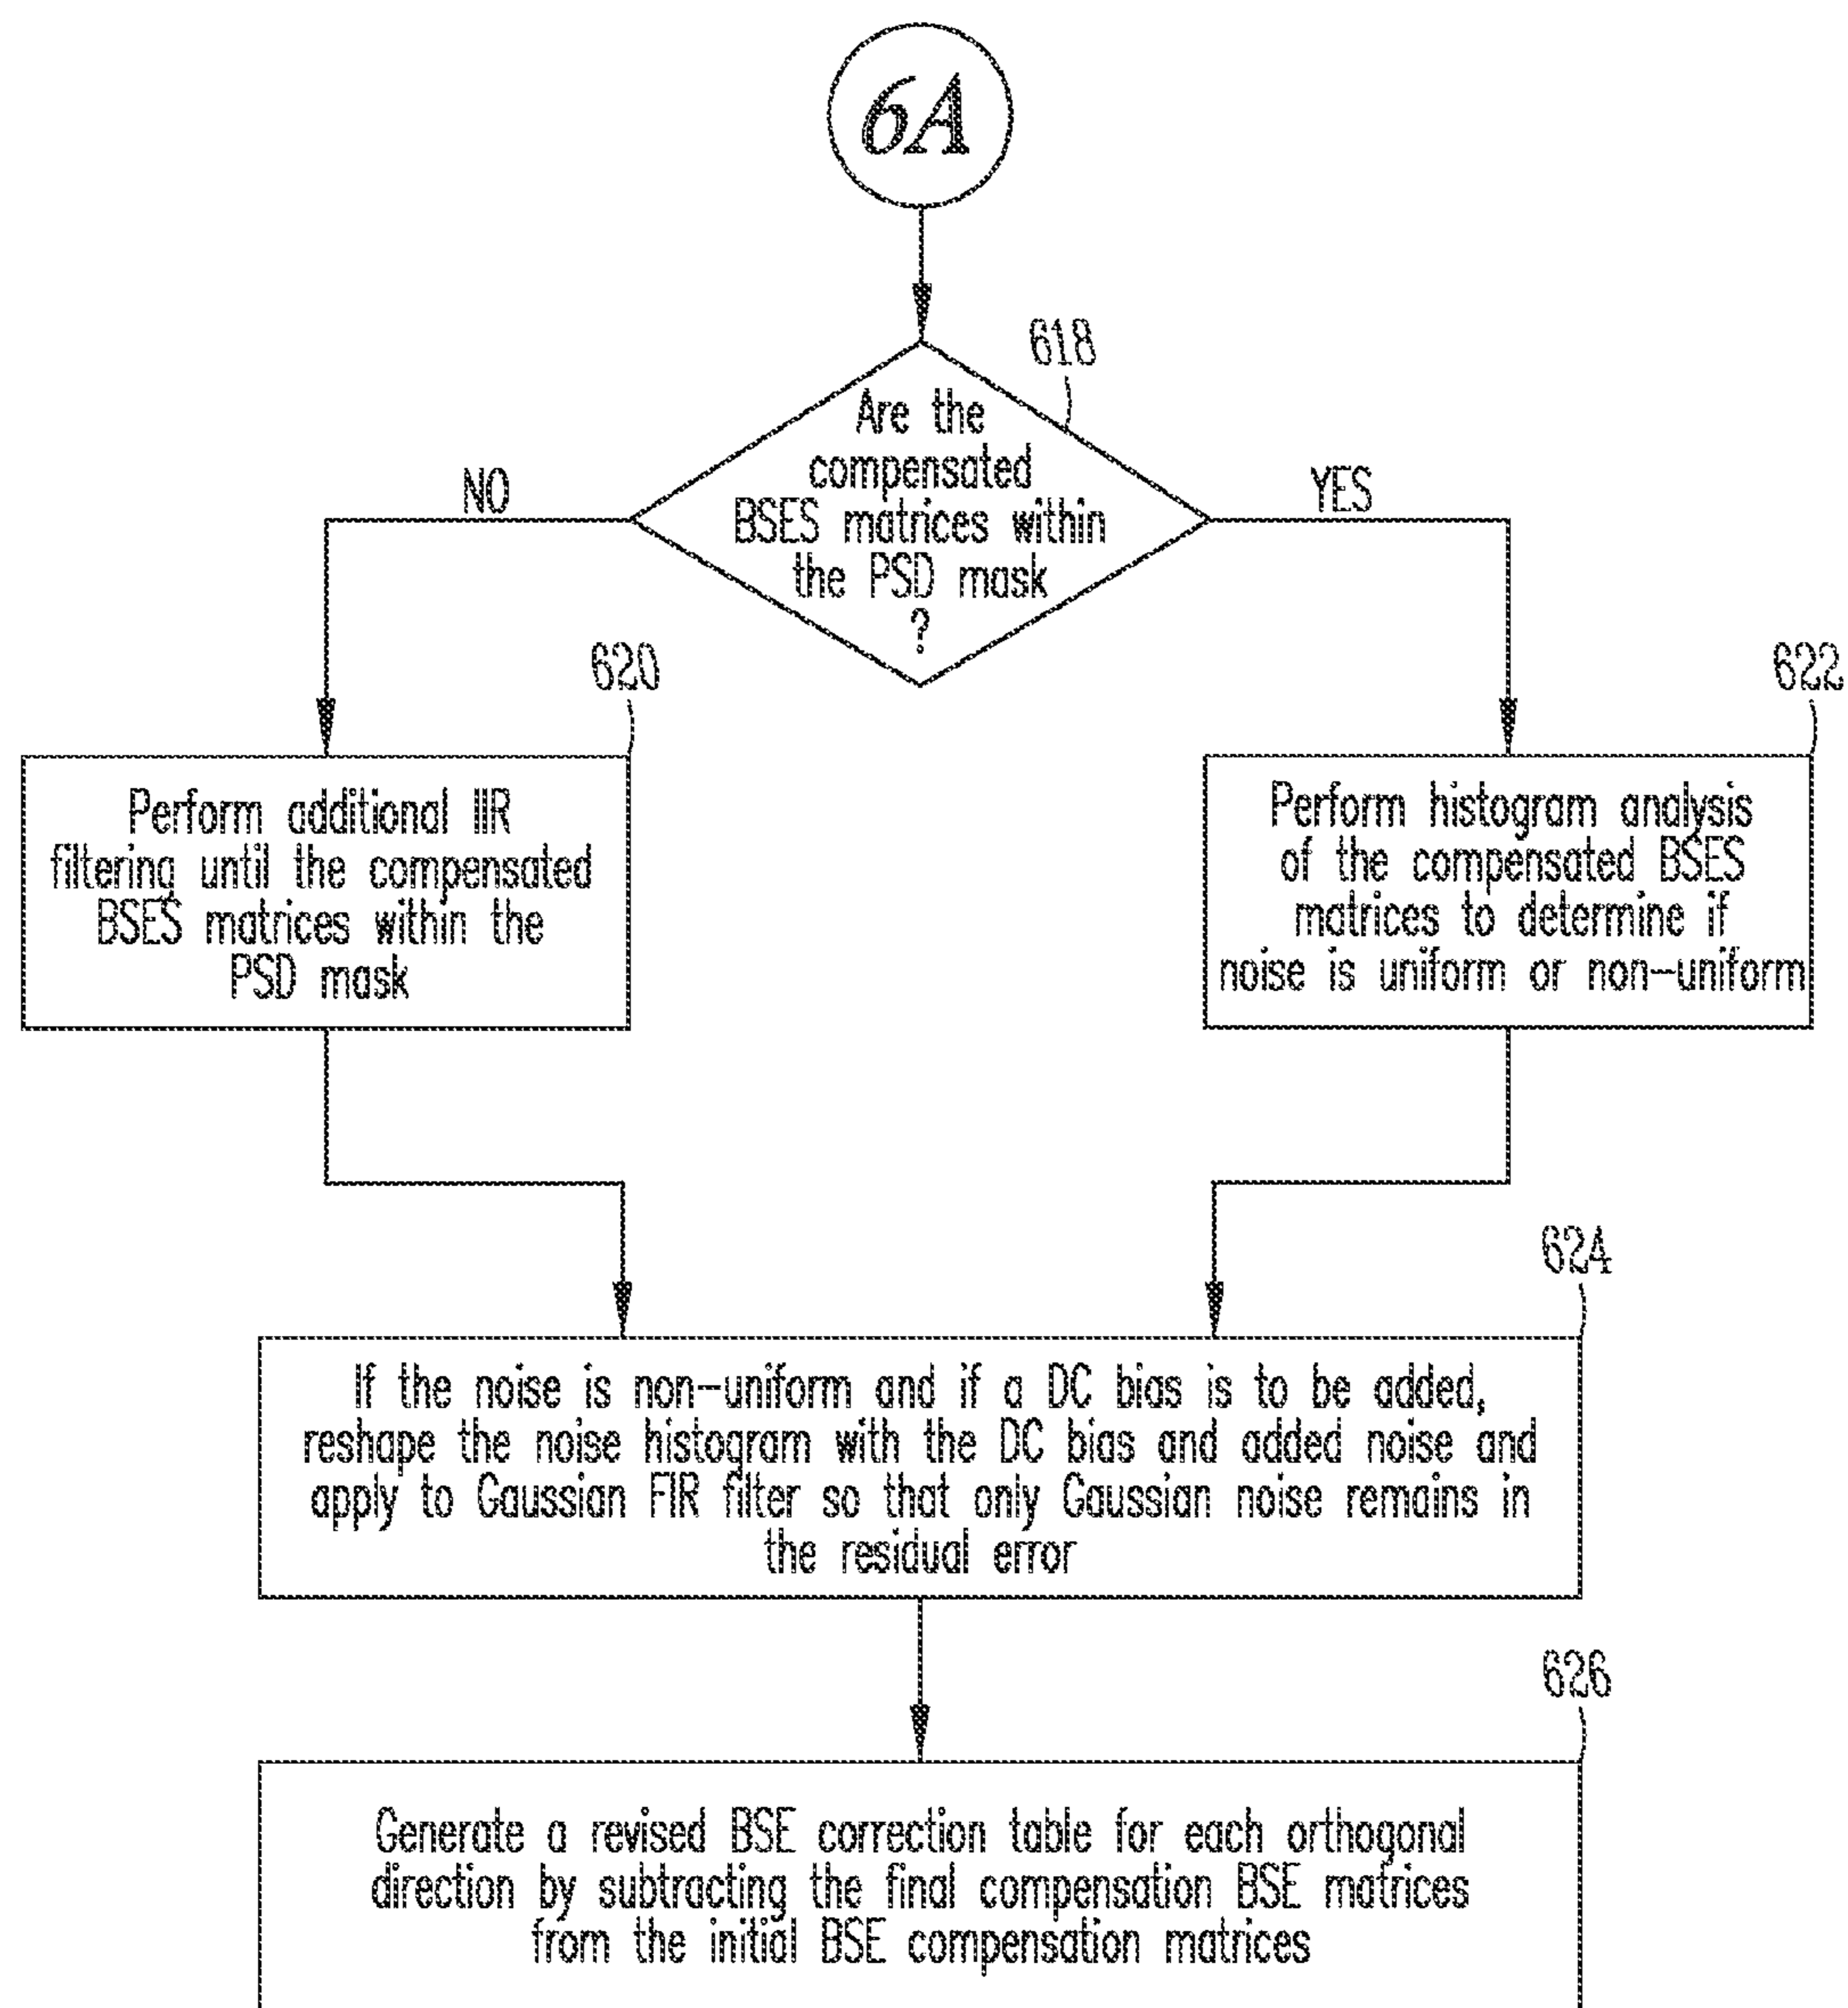 6A
618
Are the
compensated
BSES matrices within
the PSD mask
?
NO
YES
620
Perform additional IIR
filtering until the compensated
BSES matrices within the
PSD mask
622
Perform histogram analysis
of the compensated BSES
matrices to determine if
noise is uniform or non-uniform
624
If the noise is non-uniform and if a DC bias is to be added,
reshape the noise histogram with the DC bias and added noise and
apply to Gaussian FIR filter so that only Gaussian noise remains in
the residual error
626
Generate a revised BSE correction table for each orthogonal
direction by subtracting the final compensation BSE matrices
from the initial BSE compensation matrices